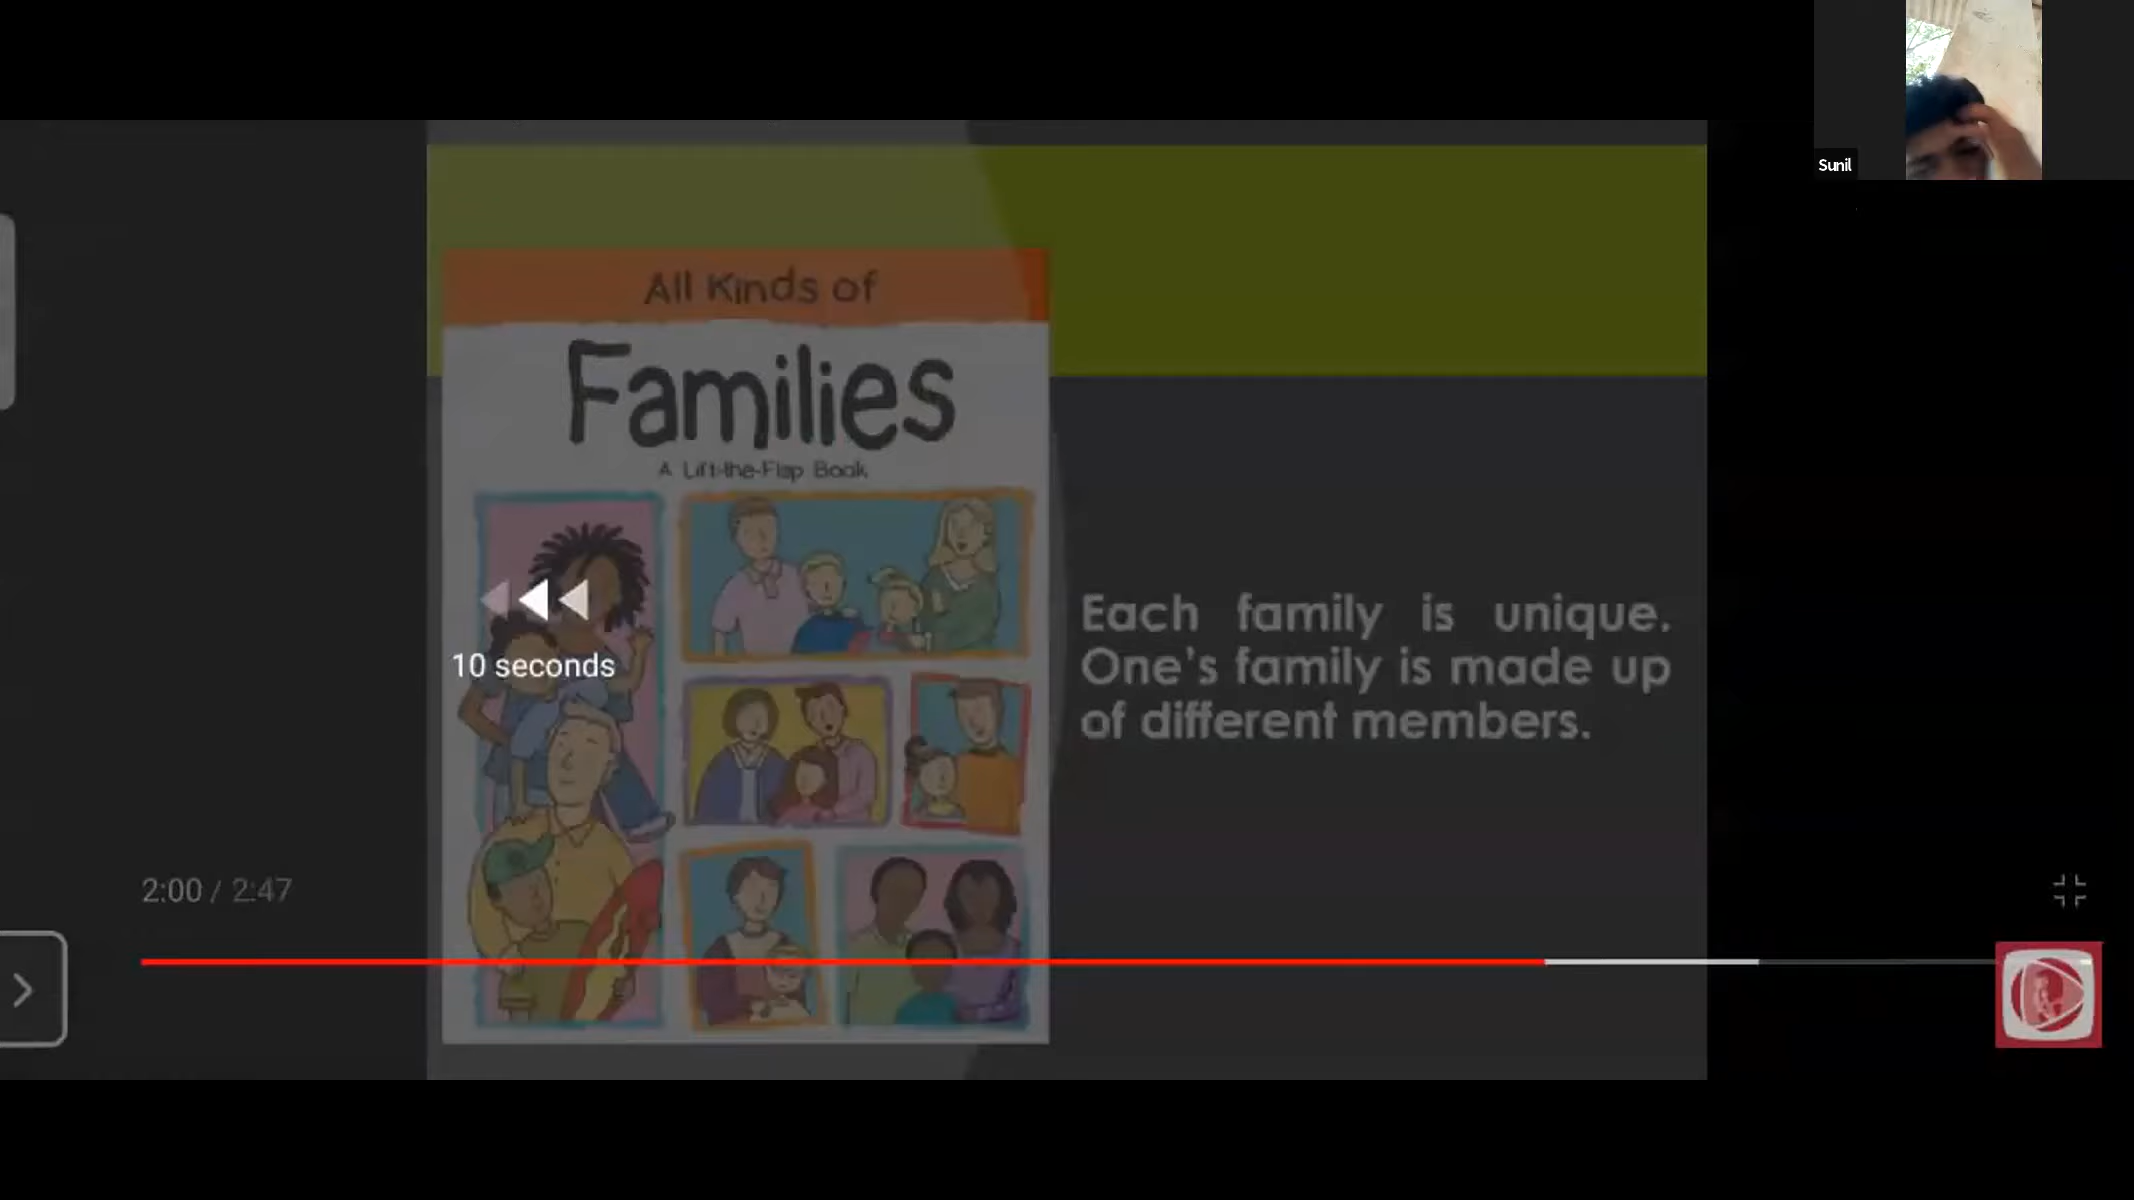 Sunil
All Kinds of
Families
A Lift-the-Flap Book
10 seconds
Each family is unique.
One's family is made up
of different members.
2:00 / 2:47